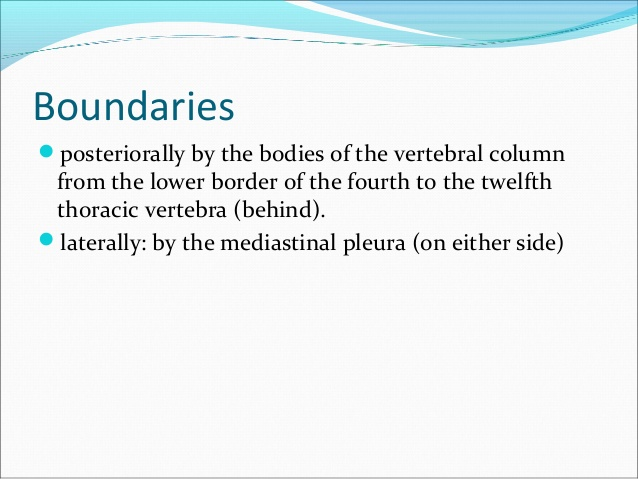 Boundaries
posteriorally by the bodies of the vertebral column
from the lower border of the fourth to the twelfth
thoracic vertebra (behind).
laterally: by the mediastinal pleura (on either side)